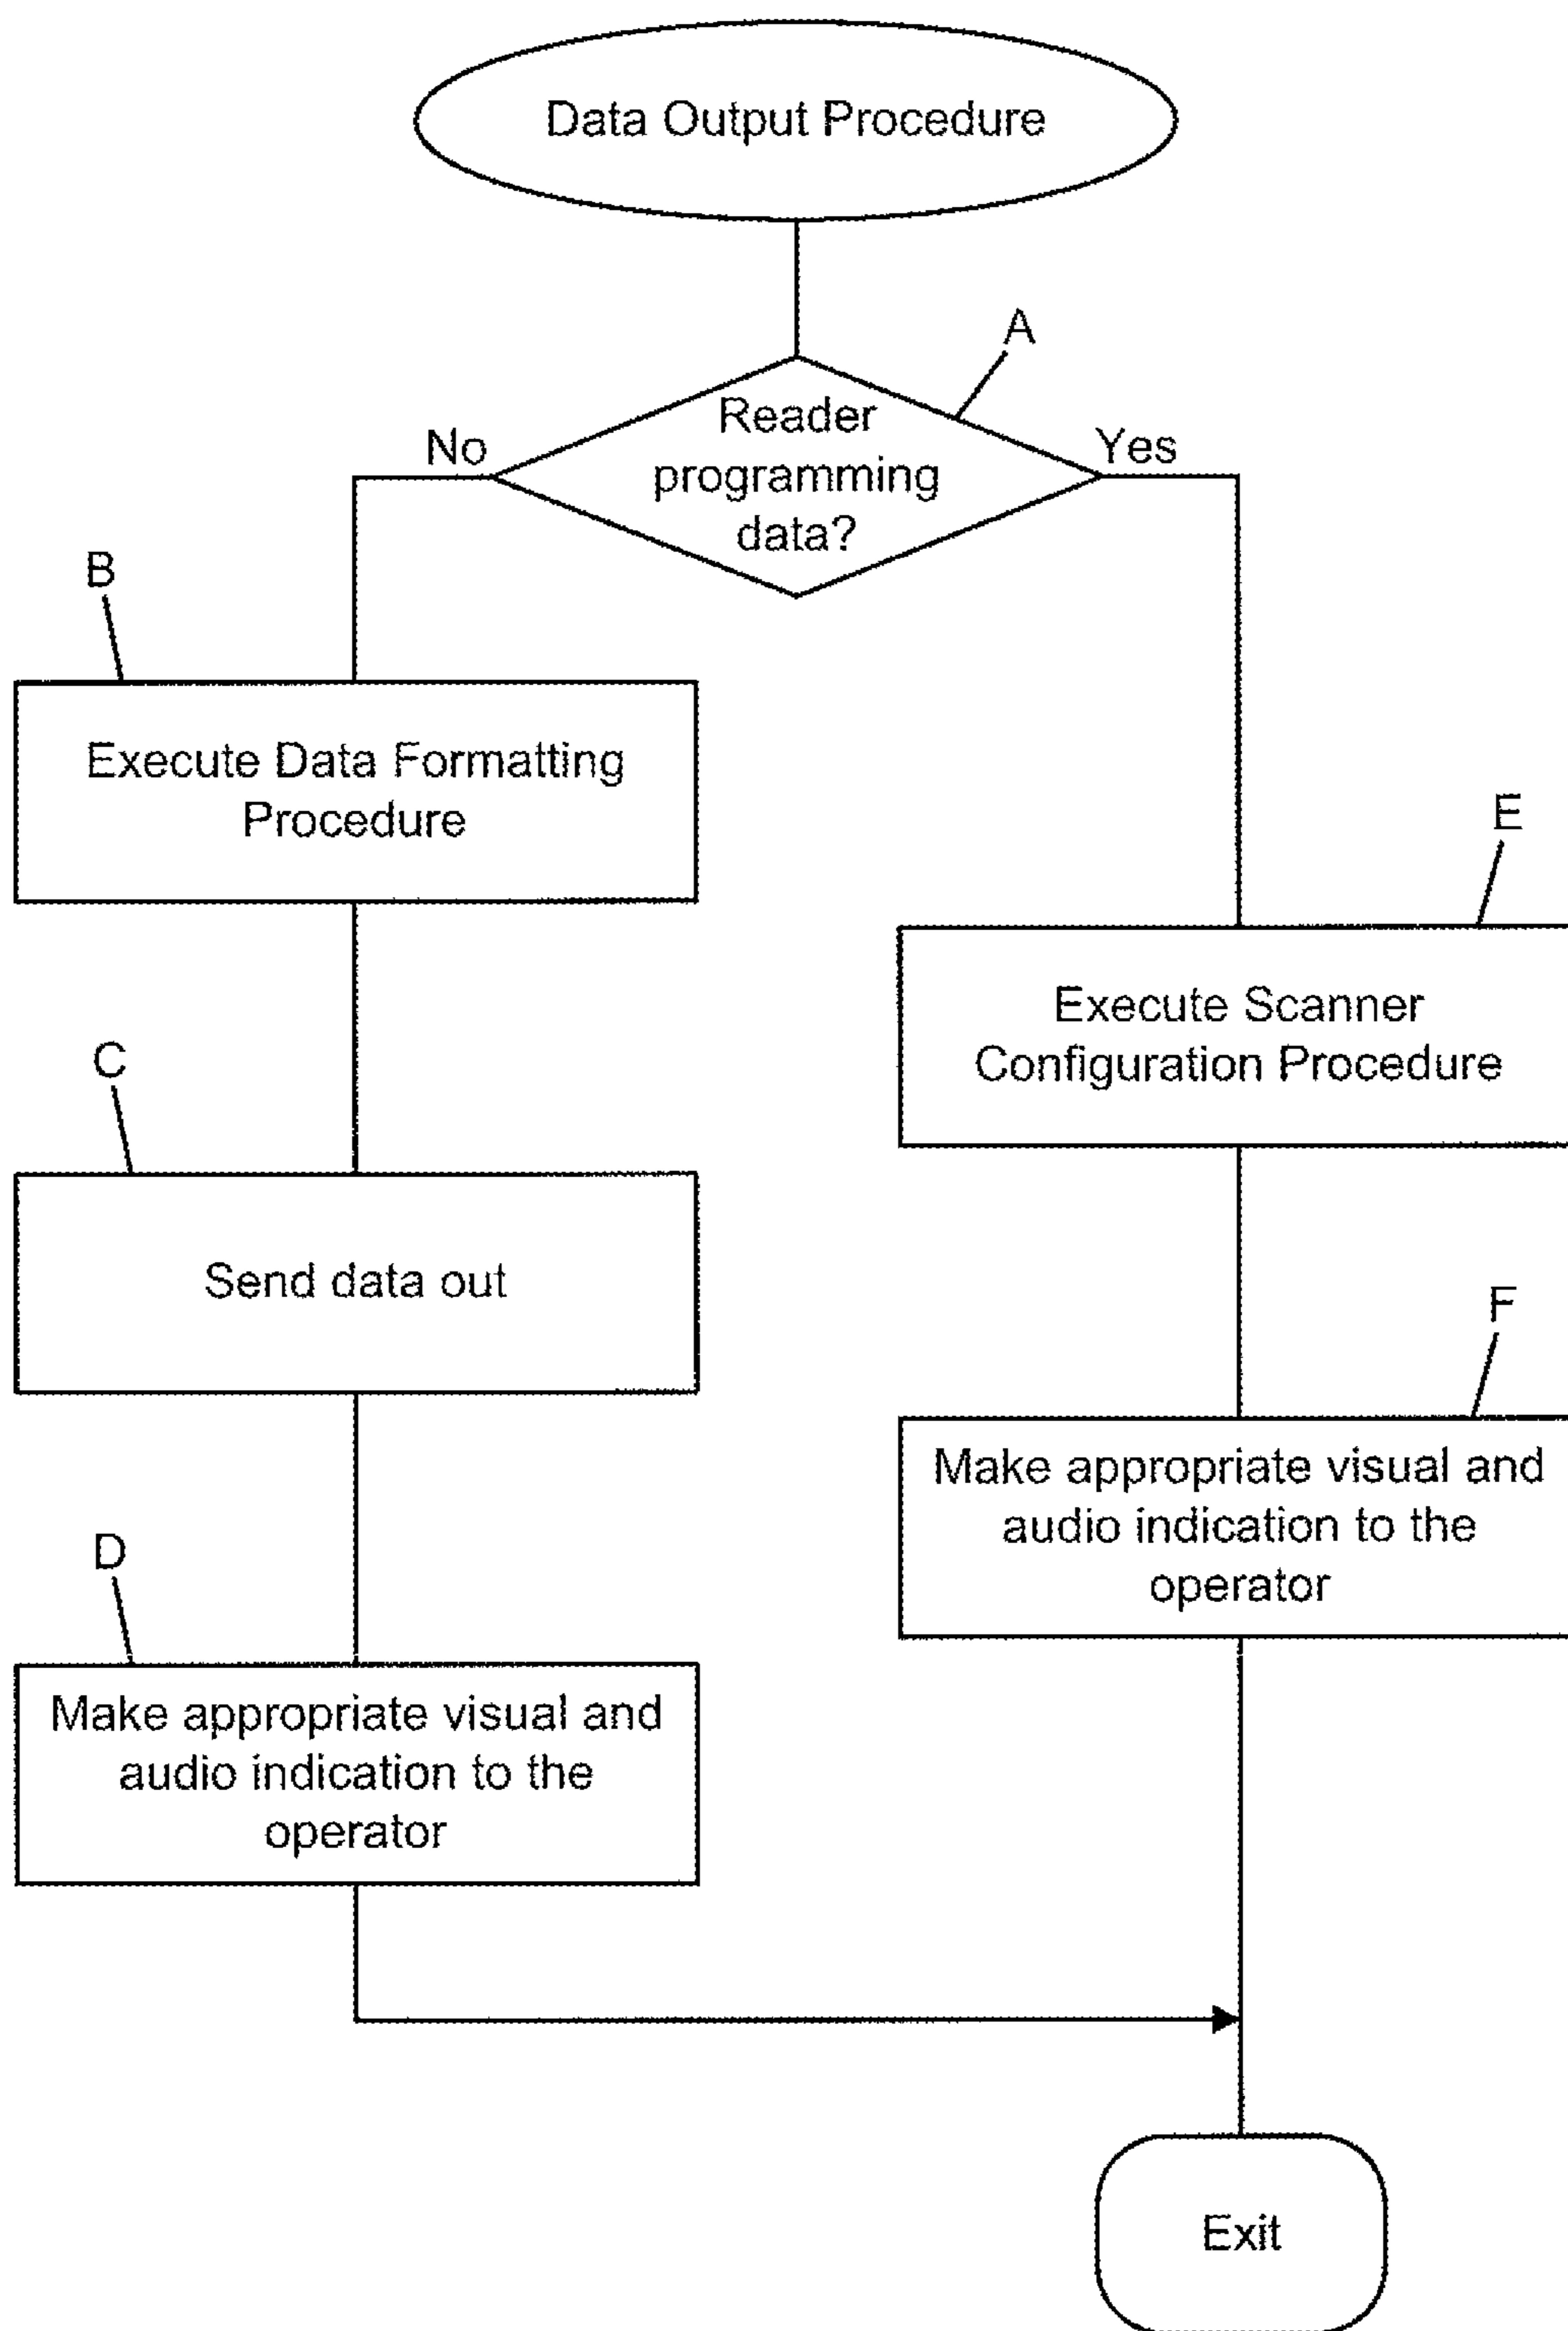 Data Output Procedure
A
Reader
programming
data?
No
Yes
B
Execute Data Formatting
Procedure
E
Execute Scanner
Configuration Procedure
C
Send data out
F
Make appropriate visual and
audio indication to the
operator
D
Make appropriate visual and
audio indication to the
operator
Exit